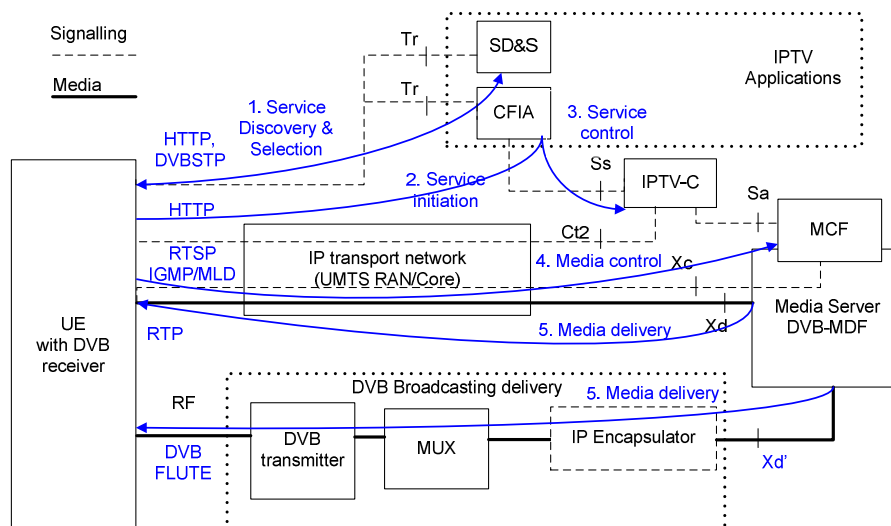 Signalling
Media
Tr
SD&S
IPTV
Applications
Tr
CFIA
1. Service
Discovery &
Selection
3. Service
control
HTTP,
DVBSTP
2. Service
initiation
Ss
IPTV-C
Sa
HTTP
Ct2
MCF
RTSP
IGMP/MLD
IP transport network
(UMTS RAN/Core)
4. Media control
Xc
UE
with DVB
receiver
RTP
5. Media delivery
Xd
Media Server
DVB-MDF
DVB Broadcasting delivery
5. Media delivery
RF
DVB
transmitter
MUX
IP Encapsulator
DVB
FLUTE
Xd’